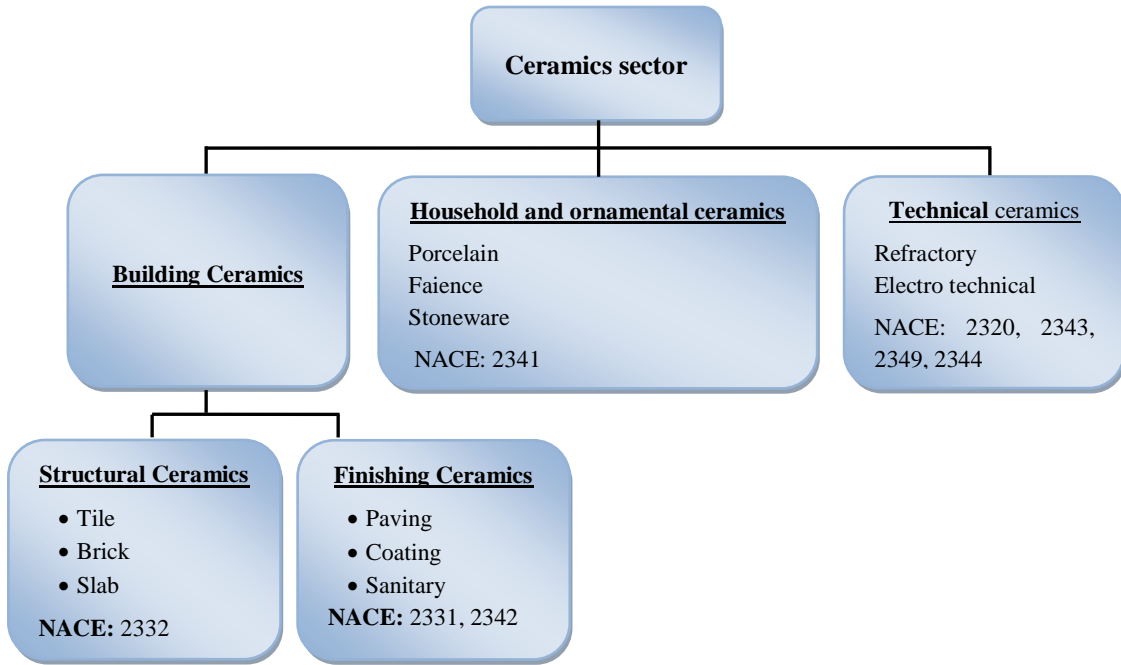 Ceramics sector
Building Ceramics
Household and ornamental ceramics
Porcelain
Faience
Stoneware
NACE: 2341
Technical ceramics
Refractory
Electro technical
NACE: 2320, 2343,
2349, 2344
Structural Ceramics
• Tile
• Brick
• Slab
NACE: 2332
Finishing Ceramics
• Paving
• Coating
• Sanitary
NACE: 2331, 2342